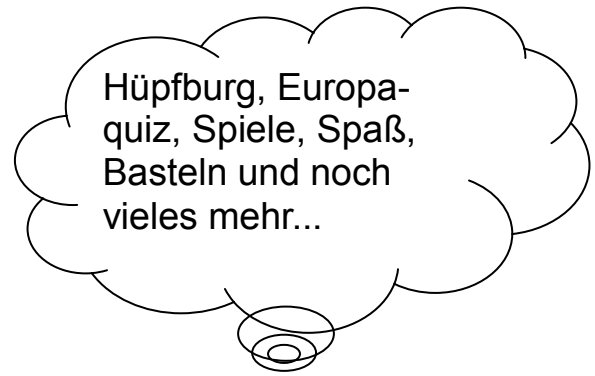 Hüpfburg, Europa-
quiz, Spiele, Spaß,
Basteln und noch
vieles mehr...